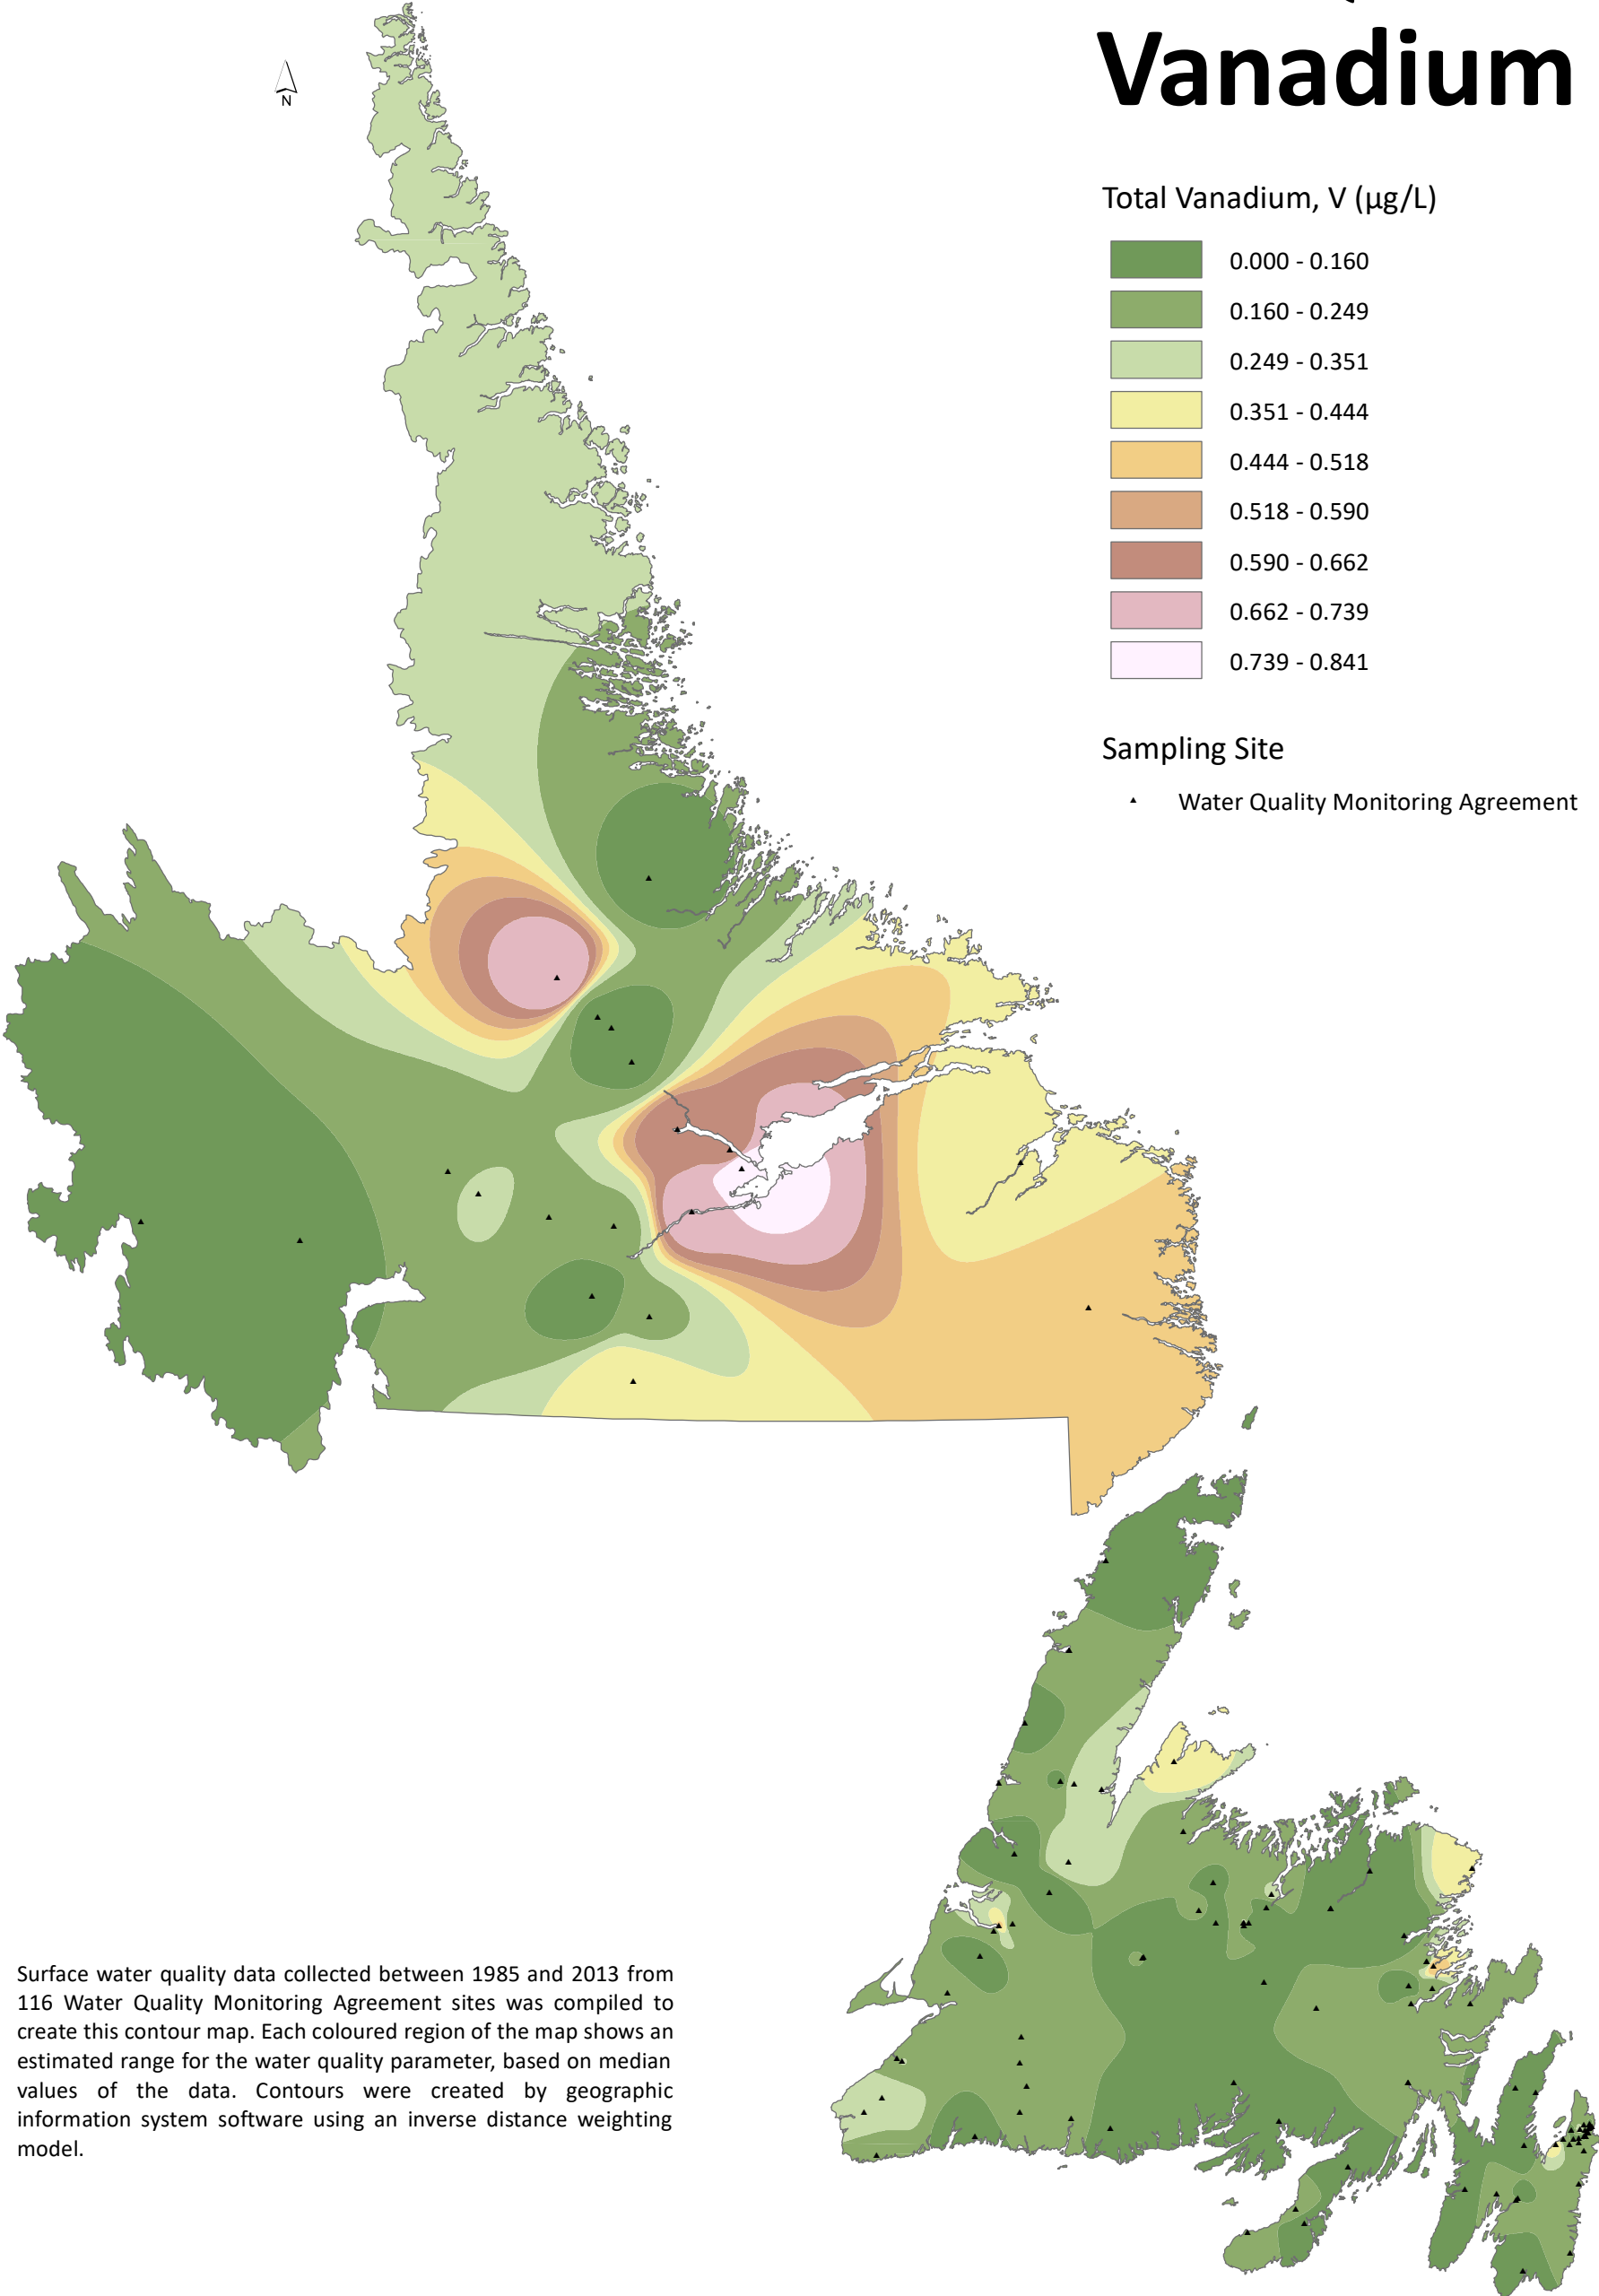 Vanadium
N
Total Vanadium, V (µg/L)
0.000 - 0.160
0.160 - 0.249
0.249 - 0.351
0.351 - 0.444
0.444 - 0.518
0.518 - 0.590
0.590 - 0.662
0.662 - 0.739
0.739 - 0.841
Sampling Site
Water Quality Monitoring Agreement
Surface water quality data collected between 1985 and 2013 from
116 Water Quality Monitoring Agreement sites was compiled to
create this contour map. Each coloured region of the map shows an
estimated range for the water quality parameter, based on median
values of the data. Contours were created by geographic
information system software using an inverse distance weighting
model.